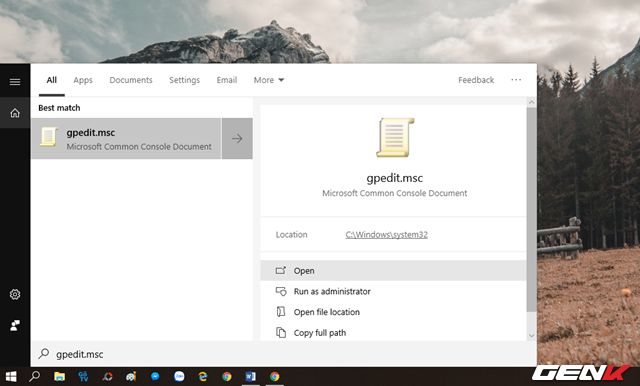 All Apps Documents Settings Email More Feedback ...
Best match
gpedit.msc
Microsoft Common Console Document
gpedit.msc
Microsoft Common Console Document
Location C:\Windows\system32
Open
Run as administrator
Open file location
Copy full path
gpedit.msc
GENK